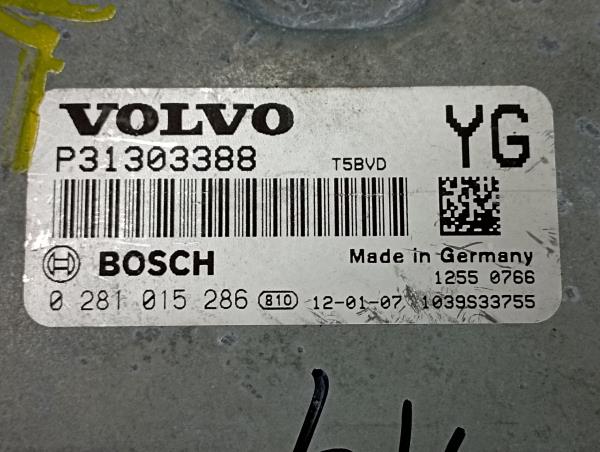 VOLVO
YG
P31303388 T5BVD
BOSCH Made in Germany
1255 0766
0 281 015 286 810 12-01-07 1039S33755